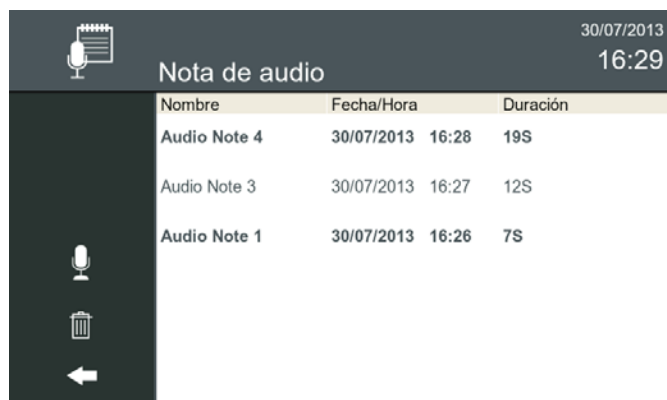 30/07/2013
16:29
Nota de audio
Nombre Fecha/Hora Duración
Audio Note 4 30/07/2013 16:28 19S
Audio Note 3 30/07/2013 16:27 12S
Audio Note 1 30/07/2013 16:26 7S